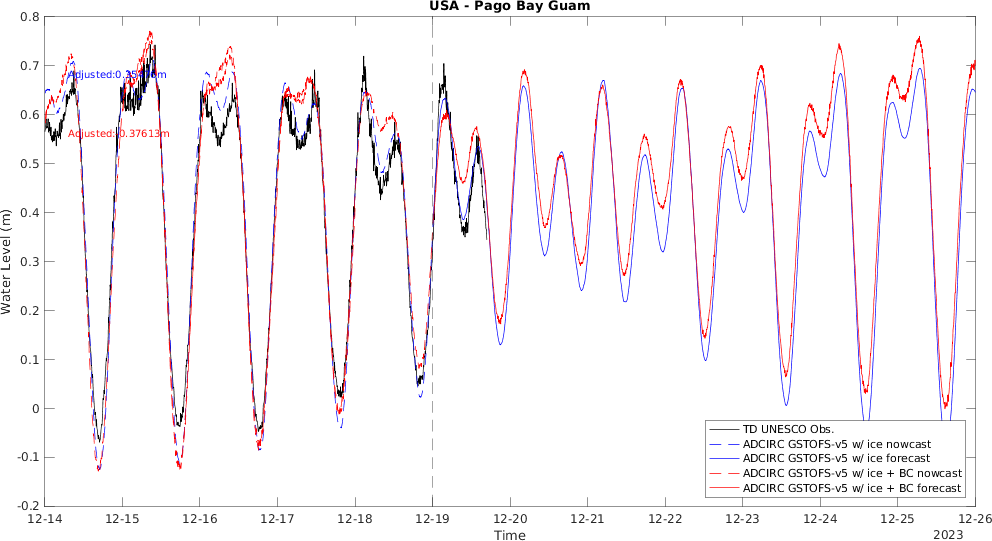 USA - Pago Bay Guam
0.8
0.7
0.6
0.5
0.4
0.3
0.2
0.1
0
-0.1
-0.2
Water Level (m)
Adjusted:-0.37613m
12-14
12-15
12-16
12-17
12-18
12-19
12-20
12-21
12-22
12-23
12-24
12-25
12-26
Time
2023
TD UNESCO Obs.
ADCIRC GSTOFS-v5 w/ ice nowcast
ADCIRC GSTOFS-v5 w/ ice forecast
ADCIRC GSTOFS-v5 w/ ice + BC nowcast
ADCIRC GSTOFS-v5 w/ ice + BC forecast